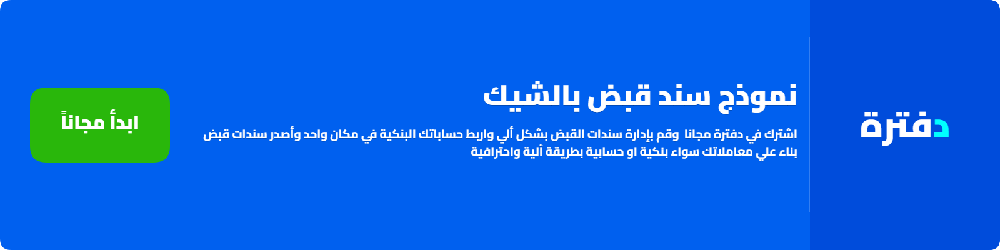 دفترة
نموذج سند قبض بالشيك
اشترك في دفترة مجانا  وقم بإدارة سندات القبض بشكل ألي واربط حساباتك البنكية في مكان واحد وأصدر سندات قبض
بناء علي معاملاتك سواء بنكية او حسابية بطريقة ألية واحترافية
ابدأ مجاناً